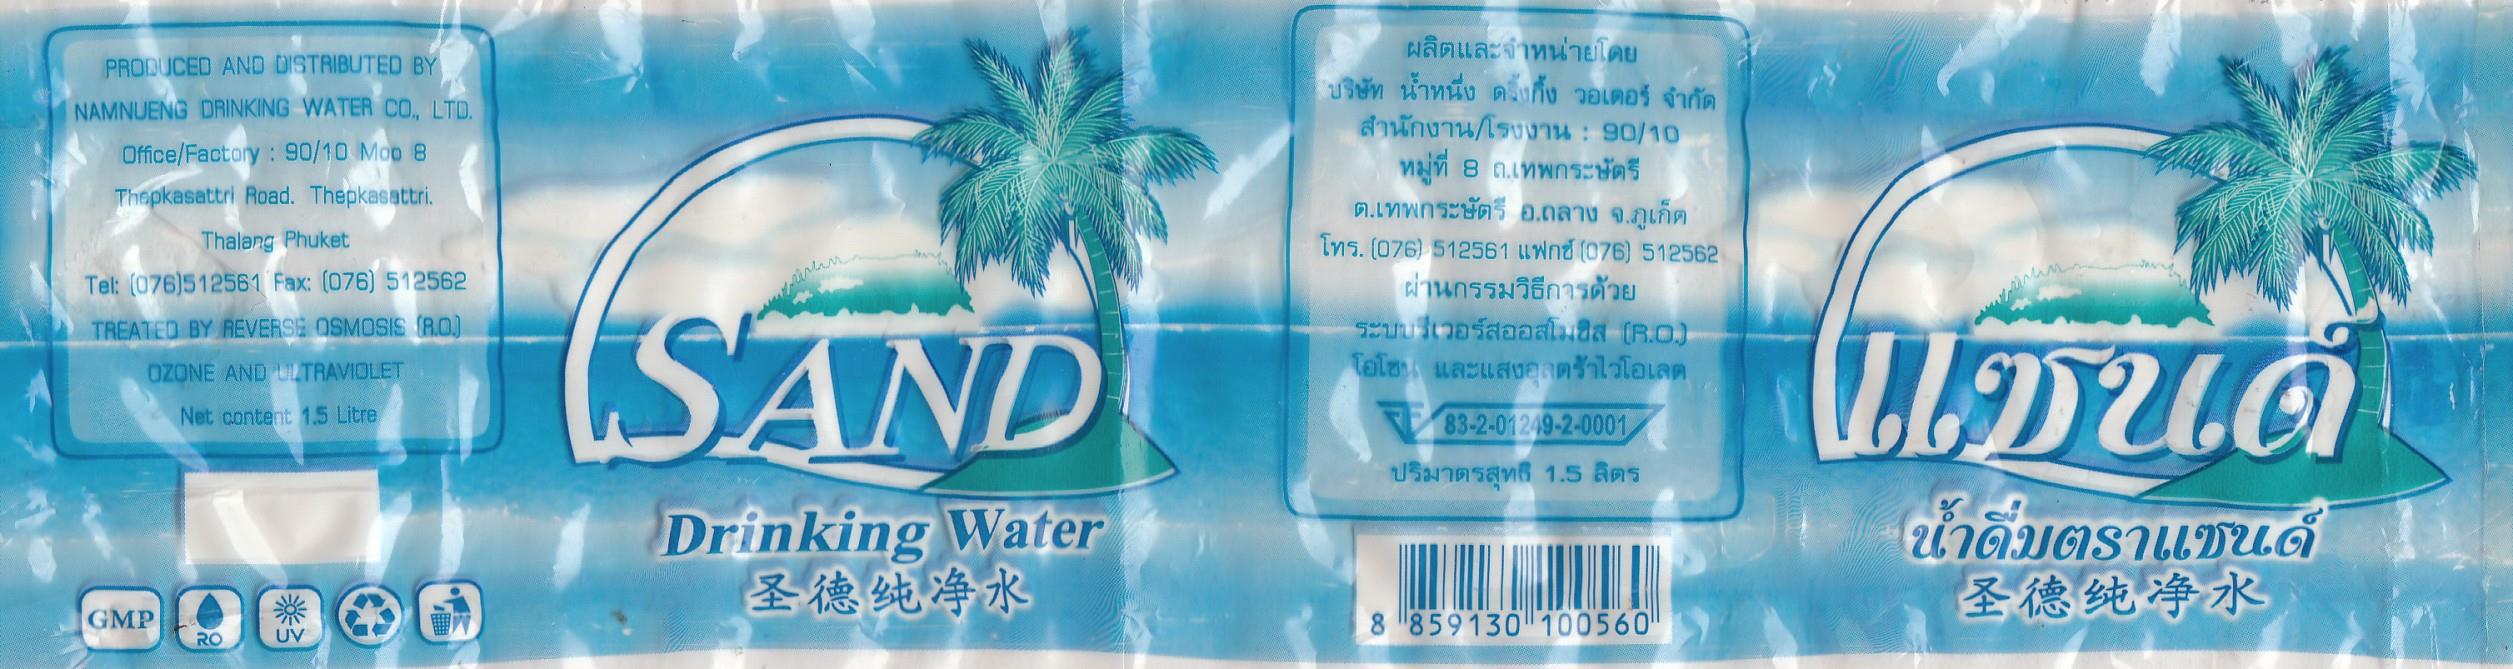 PRODUCED AND DISTRIBUTED BY
NAMNUENG DRINKING WATER CO., LTD.
Office/Factory : 90/10 Moo 8
Thepkasattri Road. Thepkasattri.
Thalang Phuket
Tel: (076)512561 Fax: (076) 512562
TREATED BY REVERSE OSMOSIS (R.O.)
OZONE AND ULTRAVIOLET
Net content 1.5 Litre
GMP
RO
UV
SAND
Drinking Water
圣德纯净水
ผลิตและจำหน่ายโดย
บริษัท น้ำหนึ่ง ดริ้งกิ้ง วอเตอร์ จำกัด
สำนักงาน/โรงงาน : 90/10
หมู่ที่ 8 ถ.เทพกระษัตรี
ต.เทพกระษัตรี อ.ถลาง จ.ภูเก็ต
โทร. (076) 512561 แฟกซ์ (076) 512562
ผ่านกรรมวิธีการด้วย
ระบบรีเวอร์สออสโมซิส (R.O.)
โอโซน และแสงอุลตร้าไวโอเลต
83-2-01249-2-0001
ปริมาตรสุทธิ 1.5 ลิตร
8 859130 100560
แซนด์
น้ำดื่มตราแซนด์
圣德纯净水